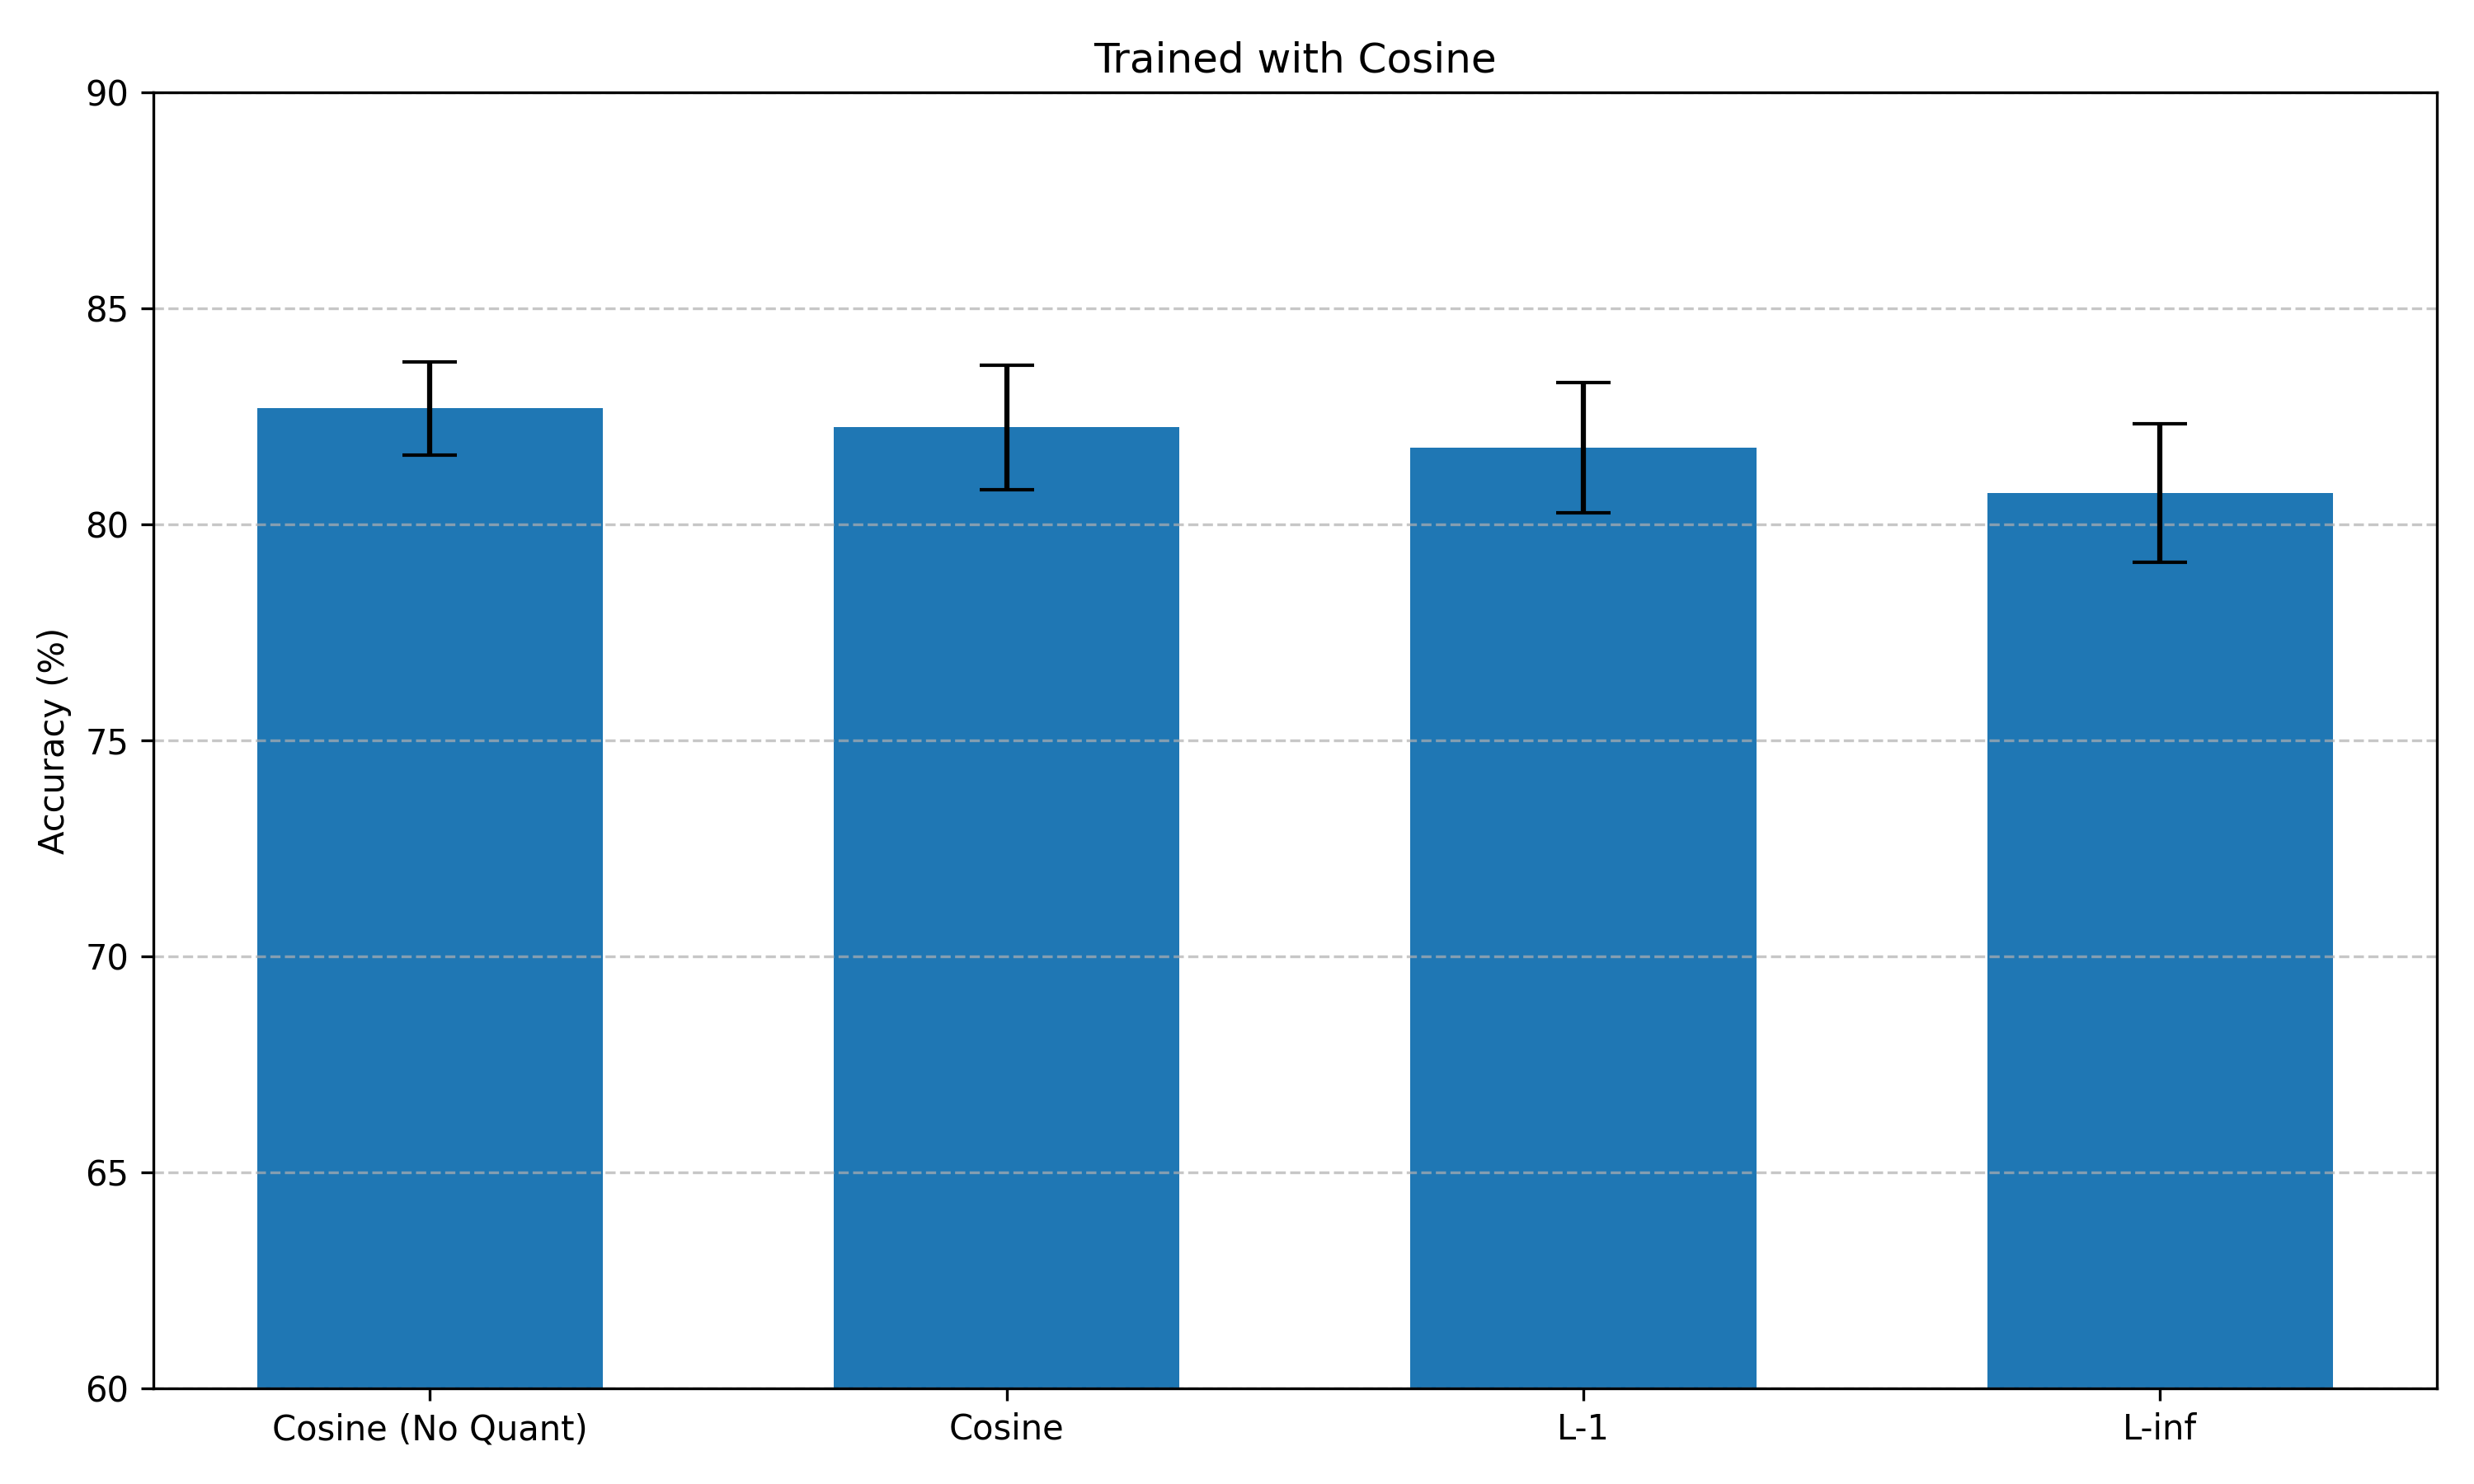 Trained with Cosine
90
85
80
75
70
65
60
Accuracy (%)
Cosine (No Quant)
Cosine
L-1
L-inf